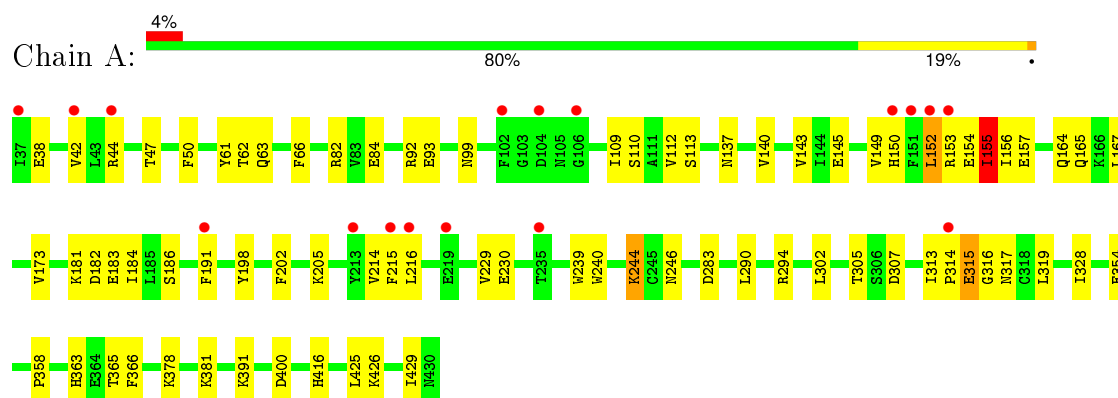 4%
Chain A:
80% 19% •
I37 E38 V42 L43 R44 T47 F50 Y61 T62 Q63 F66 R82 V83 E84 R92 E93 N99 F102 G103 D104 N105 G106 I109 S110 A111 V112 S113 N137 V140 V143 I144 E145 V149 H150 F151 L152 R153 E154 I155 I156 E157 Q164 Q165 K166 L167
V173 K181 D182 E183 I184 L185 S186 F191 Y198 F202 K205 Y213 V214 F215 L216 E219 V229 E230 T235 W239 W240 K244 C245 N246 D283 L290 R294 L302 T305 S306 D307 I313 P314 E315 G316 N317 C318 L319 I328
P358 H363 E364 T365 F366 K378 K381 K391 D400 H416 L425 K426 I429 N430